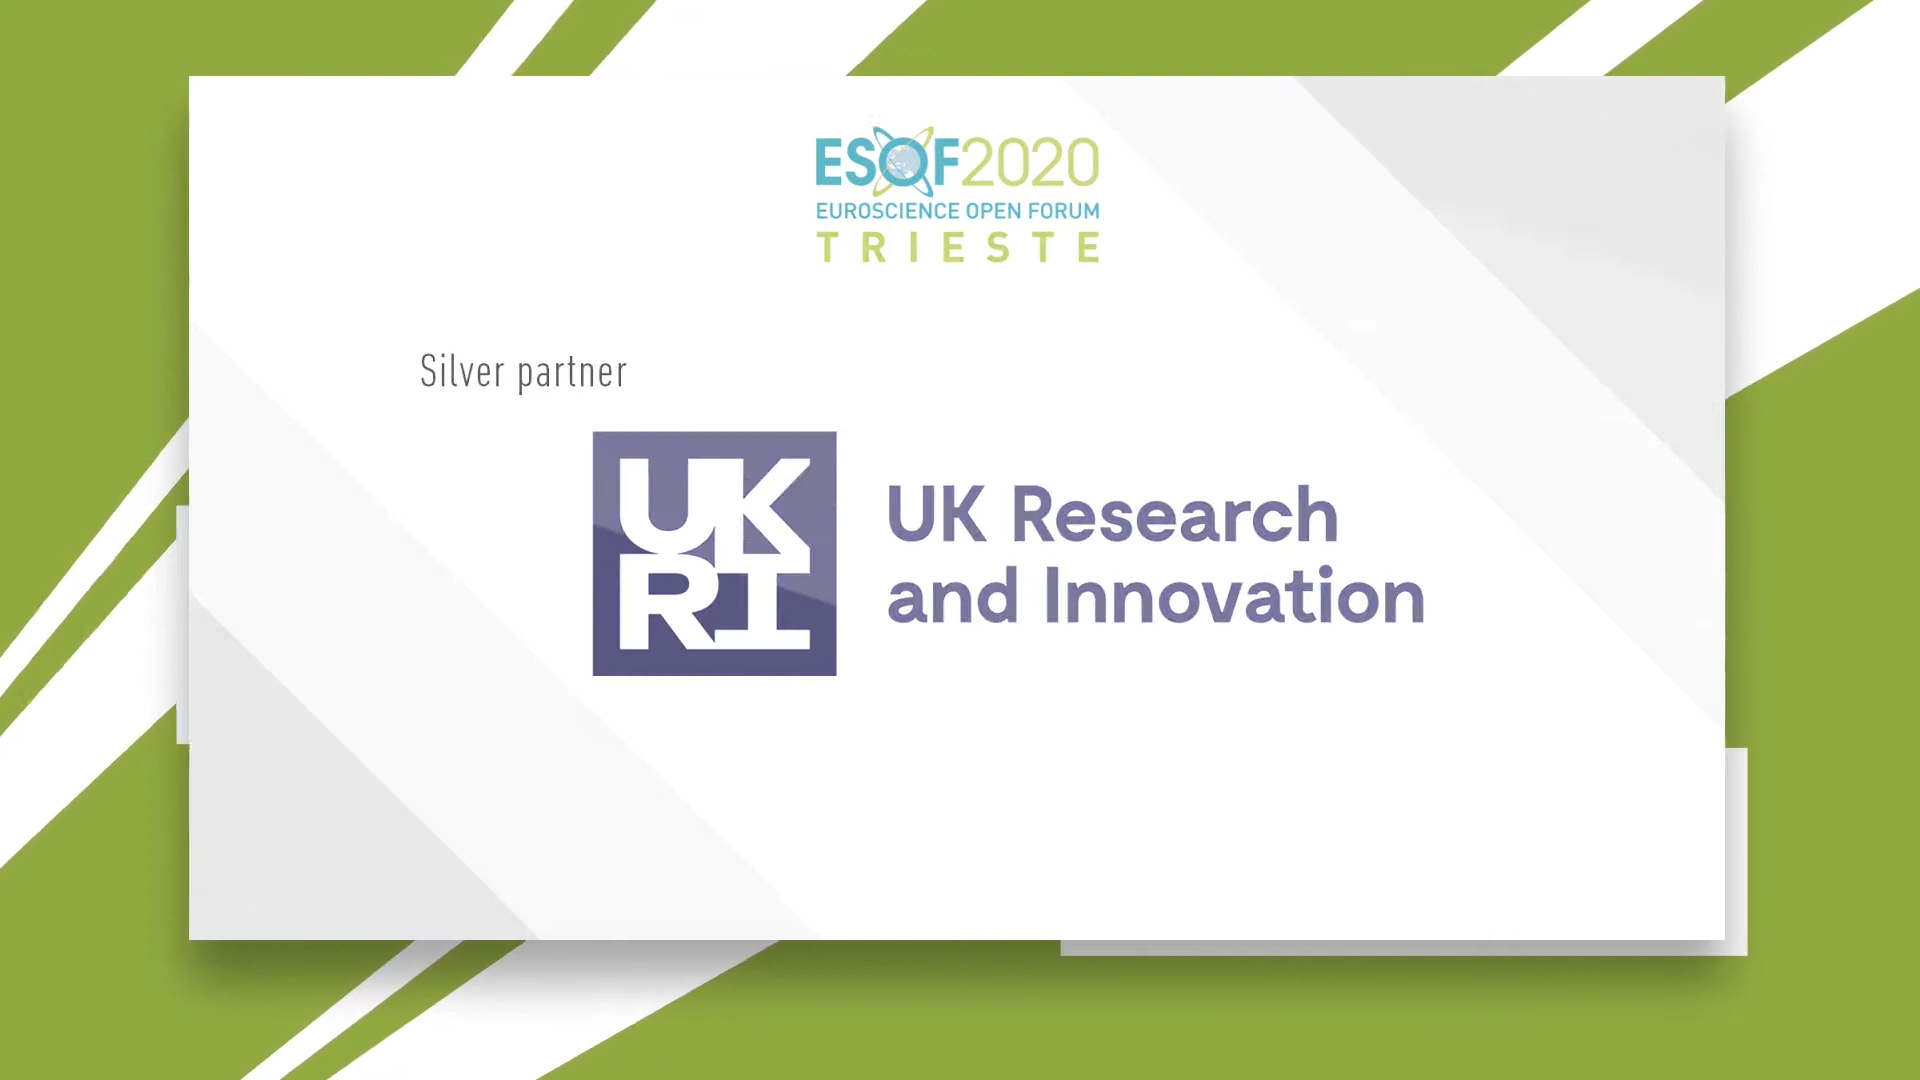 ESOF2020
EUROSCIENCE OPEN FORUM
TRIESTE
Silver partner
UK
RI
UK Research
and Innovation